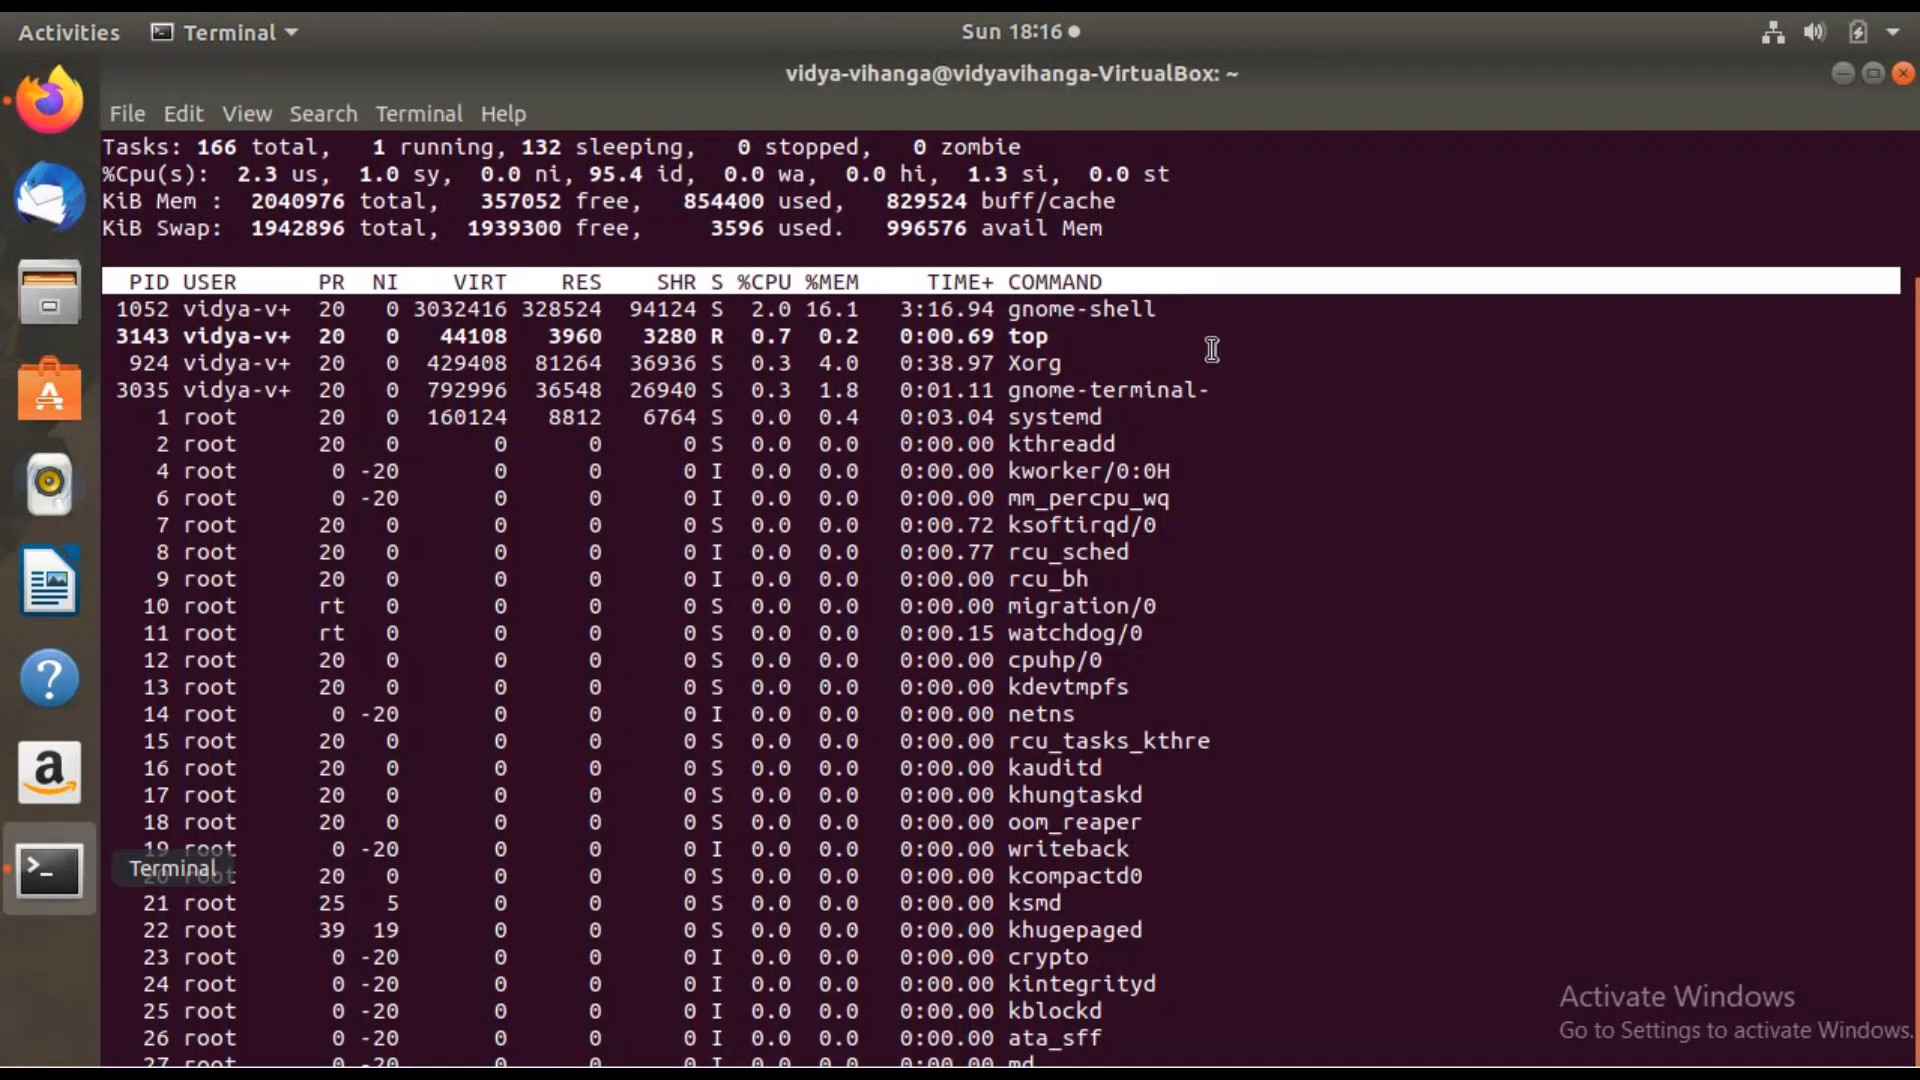 Activities Terminal Sun 18:16
vidya-vihanga@vidyavihanga-VirtualBox: ~
File Edit View Search Terminal Help
Tasks: 166 total, 1 running, 132 sleeping, 0 stopped, 0 zombie
%Cpu(s): 2.3 us, 1.0 sy, 0.0 ni, 95.4 id, 0.0 wa, 0.0 hi, 1.3 si, 0.0 st
KiB Mem : 2040976 total, 357052 free, 854400 used, 829524 buff/cache
KiB Swap: 1942896 total, 1939300 free, 3596 used. 996576 avail Mem
PID USER PR NI VIRT RES SHR S %CPU %MEM TIME+ COMMAND
1052 vidya-v+ 20 0 3032416 328524 94124 S 2.0 16.1 3:16.94 gnome-shell
3143 vidya-v+ 20 0 44108 3960 3280 R 0.7 0.2 0:00.69 top
924 vidya-v+ 20 0 429408 81264 36936 S 0.3 4.0 0:38.97 Xorg
3035 vidya-v+ 20 0 792996 36548 26940 S 0.3 1.8 0:01.11 gnome-terminal-
1 root 20 0 160124 8812 6764 S 0.0 0.4 0:03.04 systemd
2 root 20 0 0 0 0 S 0.0 0.0 0:00.00 kthreadd
4 root 0 -20 0 0 0 I 0.0 0.0 0:00.00 kworker/0:0H
6 root 0 -20 0 0 0 I 0.0 0.0 0:00.00 mm_percpu_wq
7 root 20 0 0 0 0 S 0.0 0.0 0:00.72 ksoftirqd/0
8 root 20 0 0 0 0 I 0.0 0.0 0:00.77 rcu_sched
9 root 20 0 0 0 0 I 0.0 0.0 0:00.00 rcu_bh
10 root rt 0 0 0 0 S 0.0 0.0 0:00.00 migration/0
11 root rt 0 0 0 0 S 0.0 0.0 0:00.15 watchdog/0
12 root 20 0 0 0 0 S 0.0 0.0 0:00.00 cpuhp/0
13 root 20 0 0 0 0 S 0.0 0.0 0:00.00 kdevtmpfs
14 root 0 -20 0 0 0 I 0.0 0.0 0:00.00 netns
15 root 20 0 0 0 0 S 0.0 0.0 0:00.00 rcu_tasks_kthre
16 root 20 0 0 0 0 S 0.0 0.0 0:00.00 kauditd
17 root 20 0 0 0 0 S 0.0 0.0 0:00.00 khungtaskd
18 root 20 0 0 0 0 S 0.0 0.0 0:00.00 oom_reaper
19 root 0 -20 0 0 0 I 0.0 0.0 0:00.00 writeback
Terminal
20 root 20 0 0 0 0 S 0.0 0.0 0:00.00 kcompactd0
21 root 25 5 0 0 0 S 0.0 0.0 0:00.00 ksmd
22 root 39 19 0 0 0 S 0.0 0.0 0:00.00 khugepaged
23 root 0 -20 0 0 0 I 0.0 0.0 0:00.00 crypto
24 root 0 -20 0 0 0 I 0.0 0.0 0:00.00 kintegrityd
25 root 0 -20 0 0 0 I 0.0 0.0 0:00.00 kblockd
26 root 0 -20 0 0 0 I 0.0 0.0 0:00.00 ata_sff
27 root 0 -20 0 0 0 I 0.0 0.0 0:00.00 md
Activate Windows
Go to Settings to activate Windows.